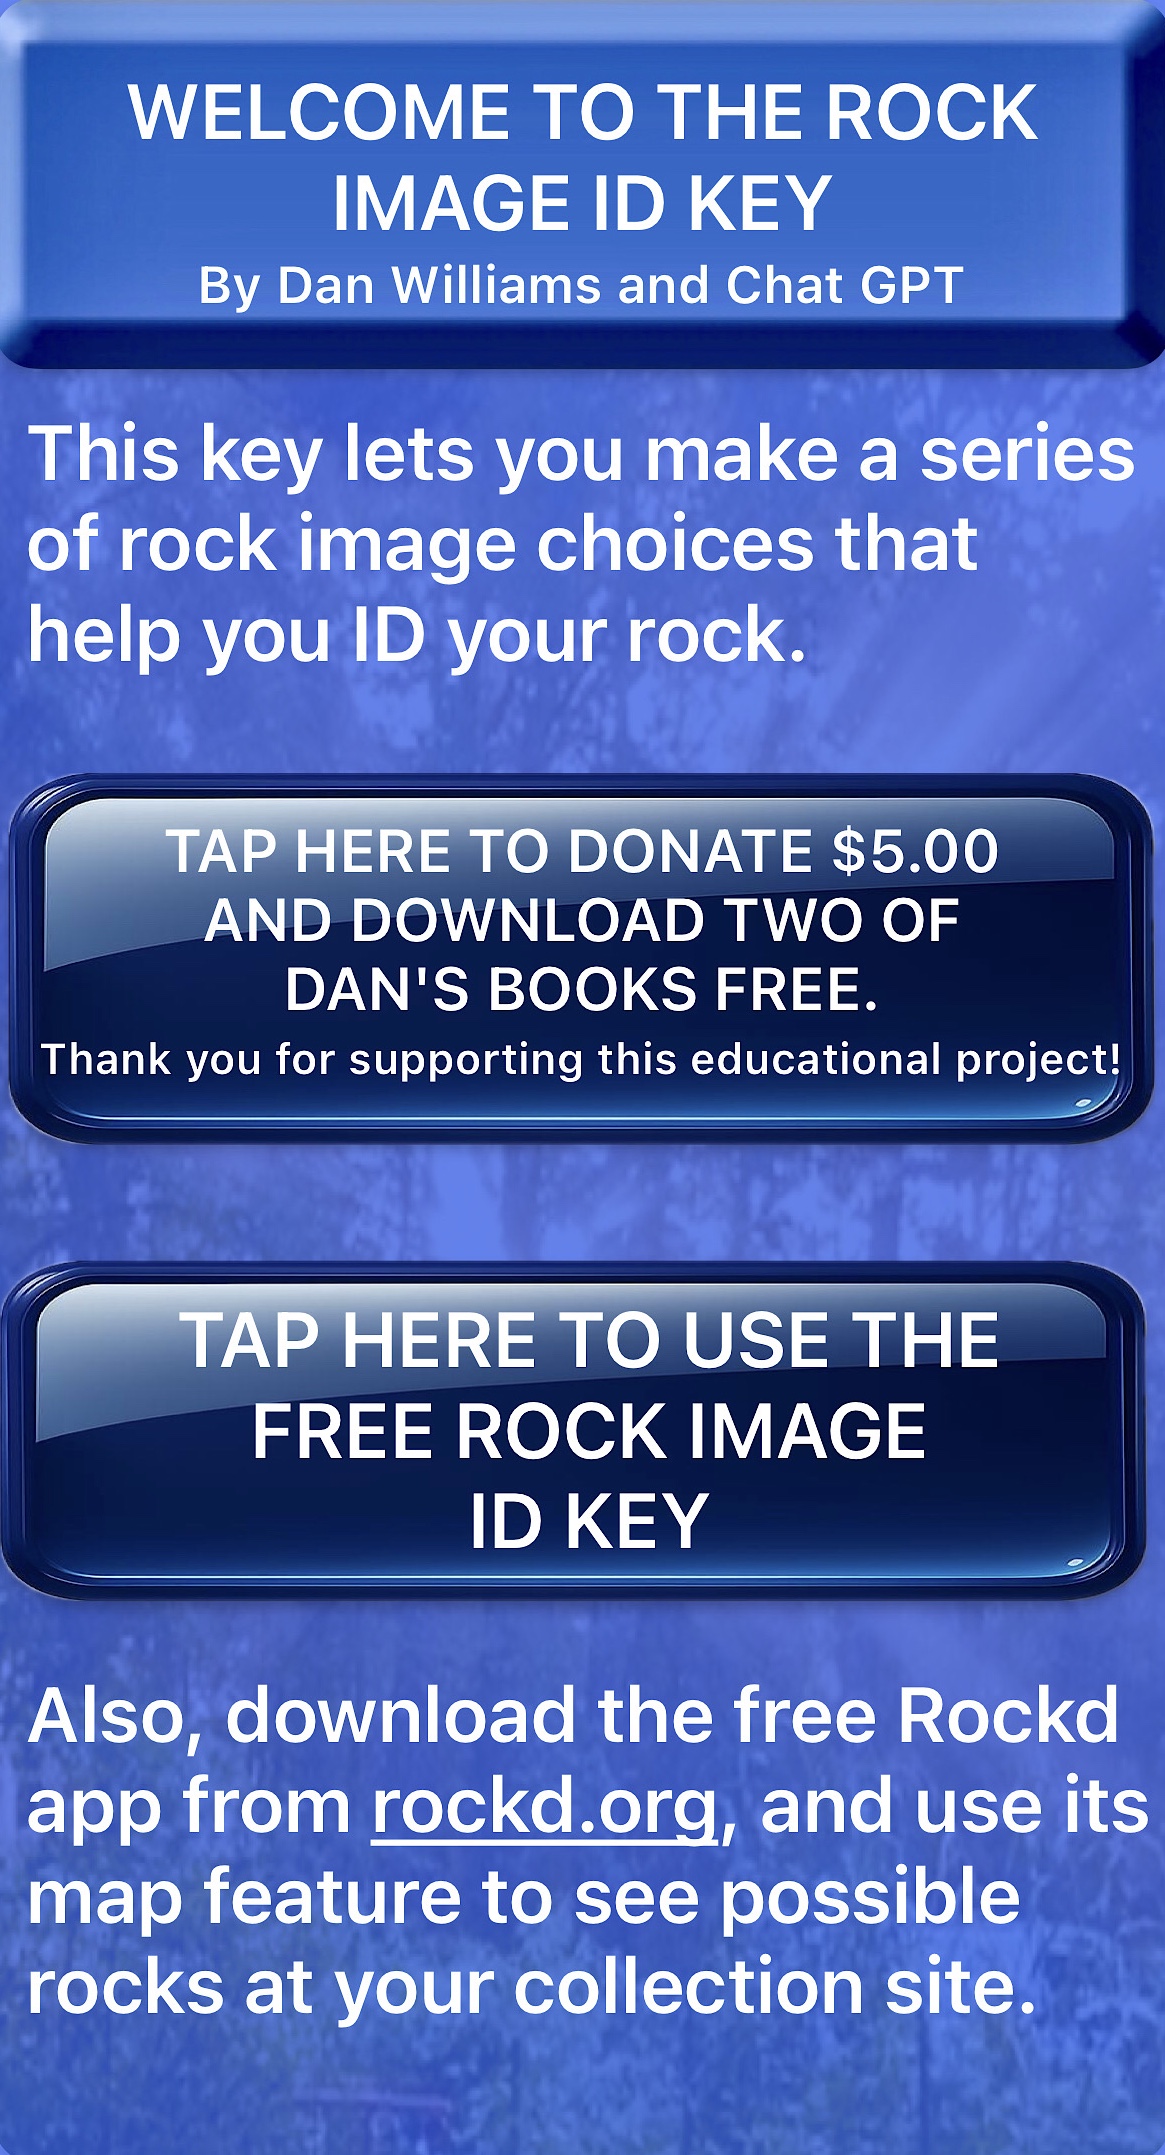 WELCOME TO THE ROCK
IMAGE ID KEY
By Dan Williams and Chat GPT
This key lets you make a series
of rock image choices that
help you ID your rock.
TAP HERE TO DONATE $5.00
AND DOWNLOAD TWO OF
DAN'S BOOKS FREE.
Thank you for supporting this educational project!
TAP HERE TO USE THE
FREE ROCK IMAGE
ID KEY
Also, download the free Rockd
app from rockd.org, and use its
map feature to see possible
rocks at your collection site.